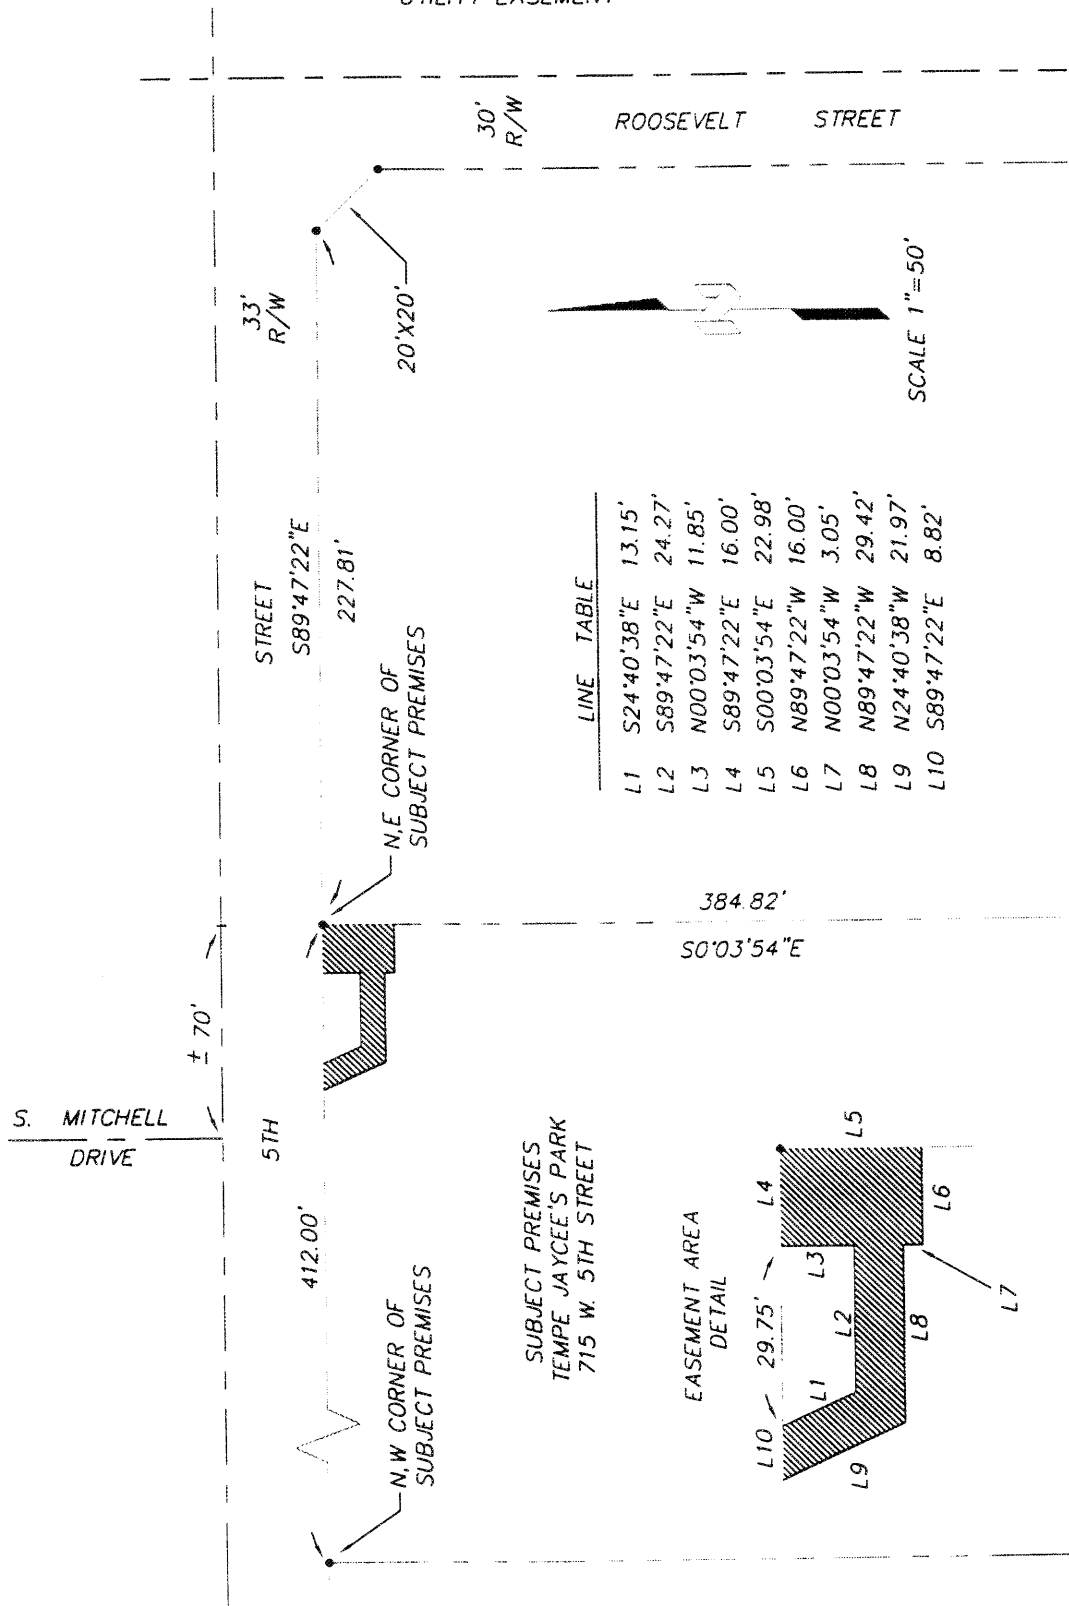 S. MITCHELL
DRIVE
± 70'
5TH
STREET
412.00'
S89°47'22"E
227.81'
33'
R/W
30'
R/W
ROOSEVELT STREET
20'X20'
N,W CORNER OF
SUBJECT PREMISES
N,E CORNER OF
SUBJECT PREMISES
384.82'
S0°03'54"E
SUBJECT PREMISES
TEMPE JAYCEE'S PARK
715 W. 5TH STREET
EASEMENT AREA
DETAIL
L10
29.75'
L4
L1
L2
L3
L5
L9
L8
L6
L7
LINE TABLE
L1 S24°40'38"E 13.15'
L2 S89°47'22"E 24.27'
L3 N00°03'54"W 11.85'
L4 S89°47'22"E 16.00'
L5 S00°03'54"E 22.98'
L6 N89°47'22"W 16.00'
L7 N00°03'54"W 3.05'
L8 N89°47'22"W 29.42'
L9 N24°40'38"W 21.97'
L10 S89°47'22"E 8.82'
N
SCALE 1"=50'